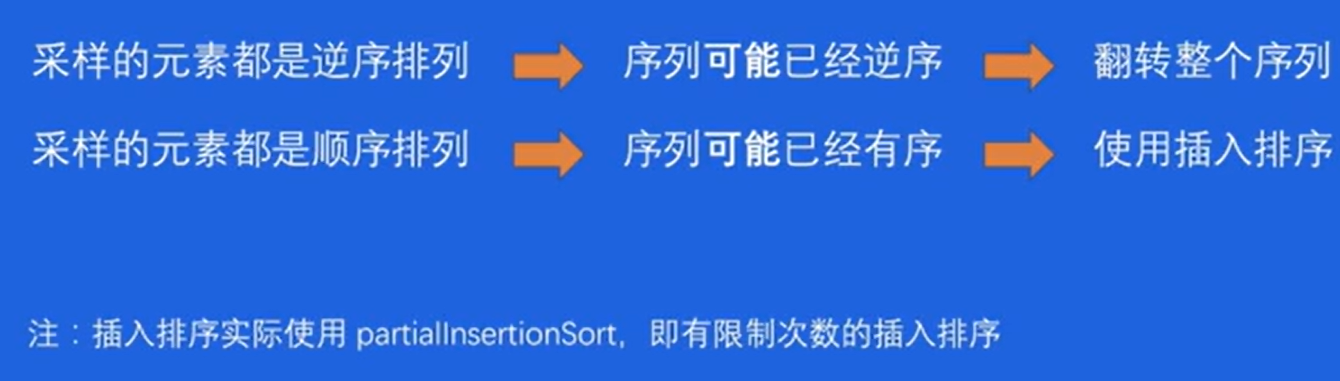 采样的元素都是逆序排列 序列可能已经逆序 翻转整个序列
采样的元素都是顺序排列 序列可能已经有序 使用插入排序
注：插入排序实际使用 partialInsertionSort，即有限制次数的插入排序